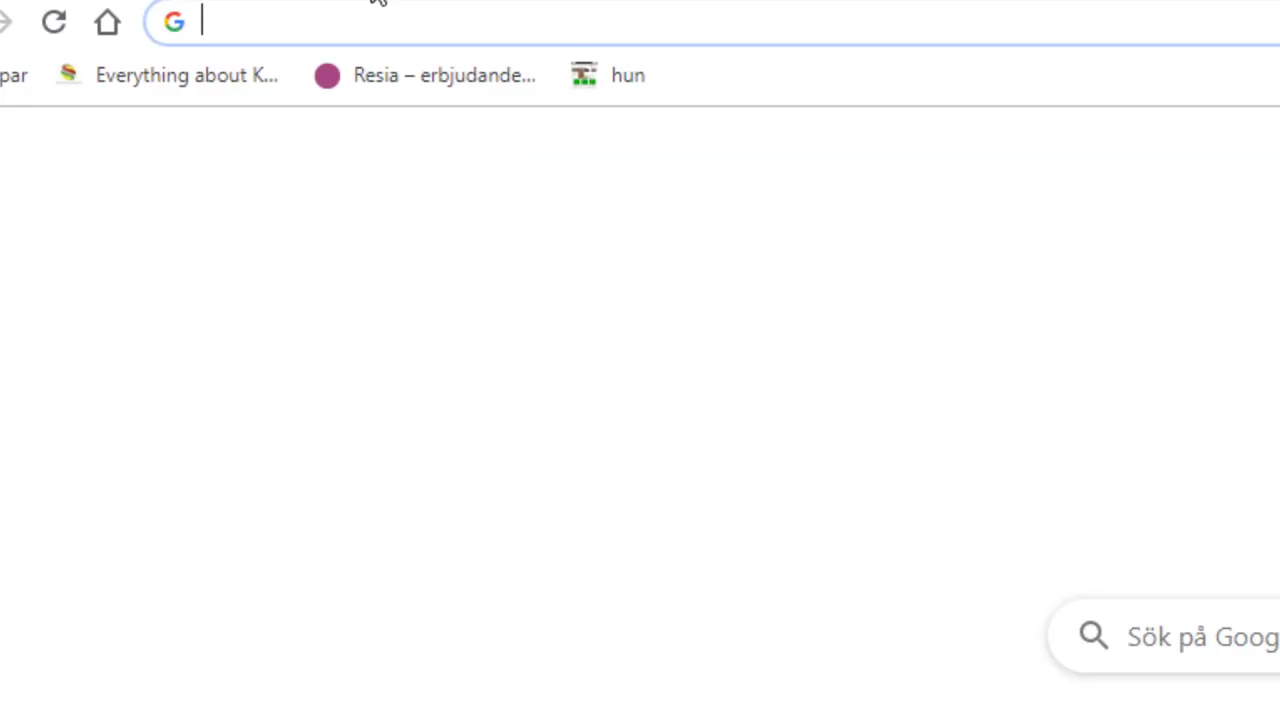 par Everything about K... Resia – erbjudande... hun
Sök på Goog